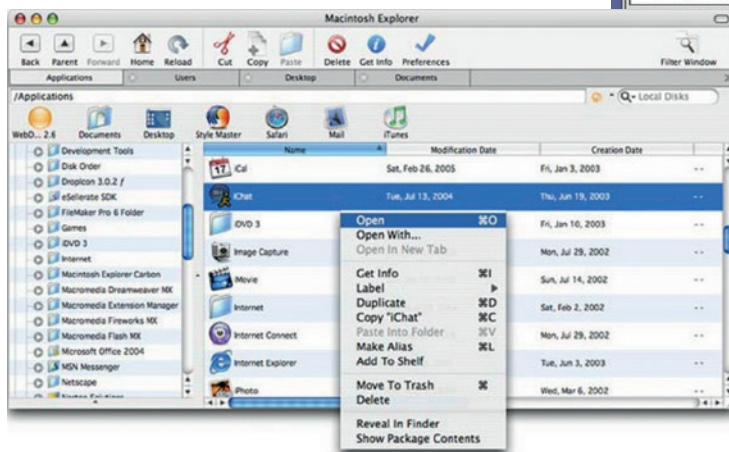 Macintosh Explorer
Back Parent Forward Home Reload Cut Copy Paste Delete Get Info Preferences Filter Window
Applications Users Desktop Documents
/Applications Local Disks
WebD... 2.6 Documents Desktop Style Master Safari Mail iTunes
Name Modification Date Creation Date
Development Tools
Disk Order
DropIcon 3.0.2 f
eSellerate SDK
FileMaker Pro 6 Folder
Games
iDVD 3
Internet
Macintosh Explorer Carbon
Macromedia Dreamweaver MX
Macromedia Extension Manager
Macromedia Fireworks MX
Macromedia Flash MX
Microsoft Office 2004
MSN Messenger
Netscape
iCal Sat, Feb 26, 2005 Fri, Jan 3, 2003 --
iChat Tue, Jul 13, 2004 Thu, Jun 19, 2003 --
iDVD 3 Fri, Jan 10, 2003 --
Image Capture Mon, Jul 29, 2002 --
iMovie Sun, Jul 14, 2002 --
Internet Sat, Feb 2, 2002 --
Internet Connect Mon, Jul 29, 2002 --
Internet Explorer Tue, Jun 3, 2003 --
iPhoto Wed, Mar 6, 2002 --
Open ⌘O
Open With...
Open In New Tab
Get Info ⌘I
Label
Duplicate ⌘D
Copy "iChat" ⌘C
Paste Into Folder ⌘V
Make Alias ⌘L
Add To Shelf
Move To Trash ⌘
Delete
Reveal In Finder
Show Package Contents